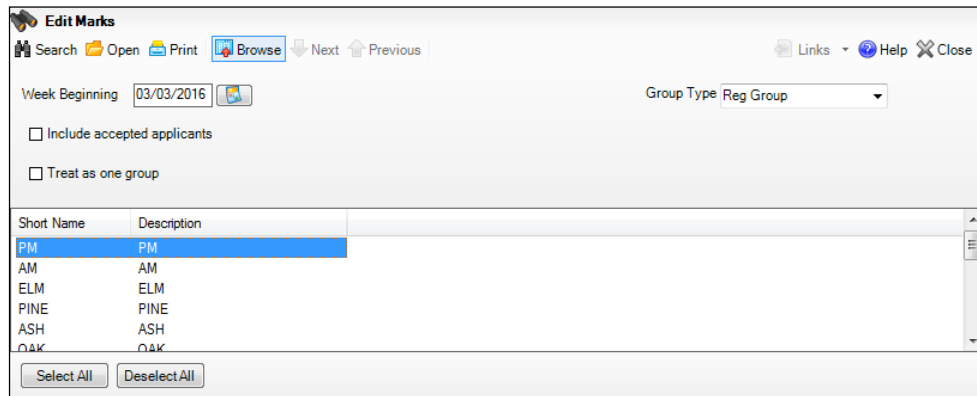 Edit Marks
Search Open Print Browse Next Previous Links Help Close
Week Beginning 03/03/2016 Group Type Reg Group
Include accepted applicants
Treat as one group
Short Name Description
PM PM
AM AM
ELM ELM
PINE PINE
ASH ASH
OAK OAK
Select All Deselect All